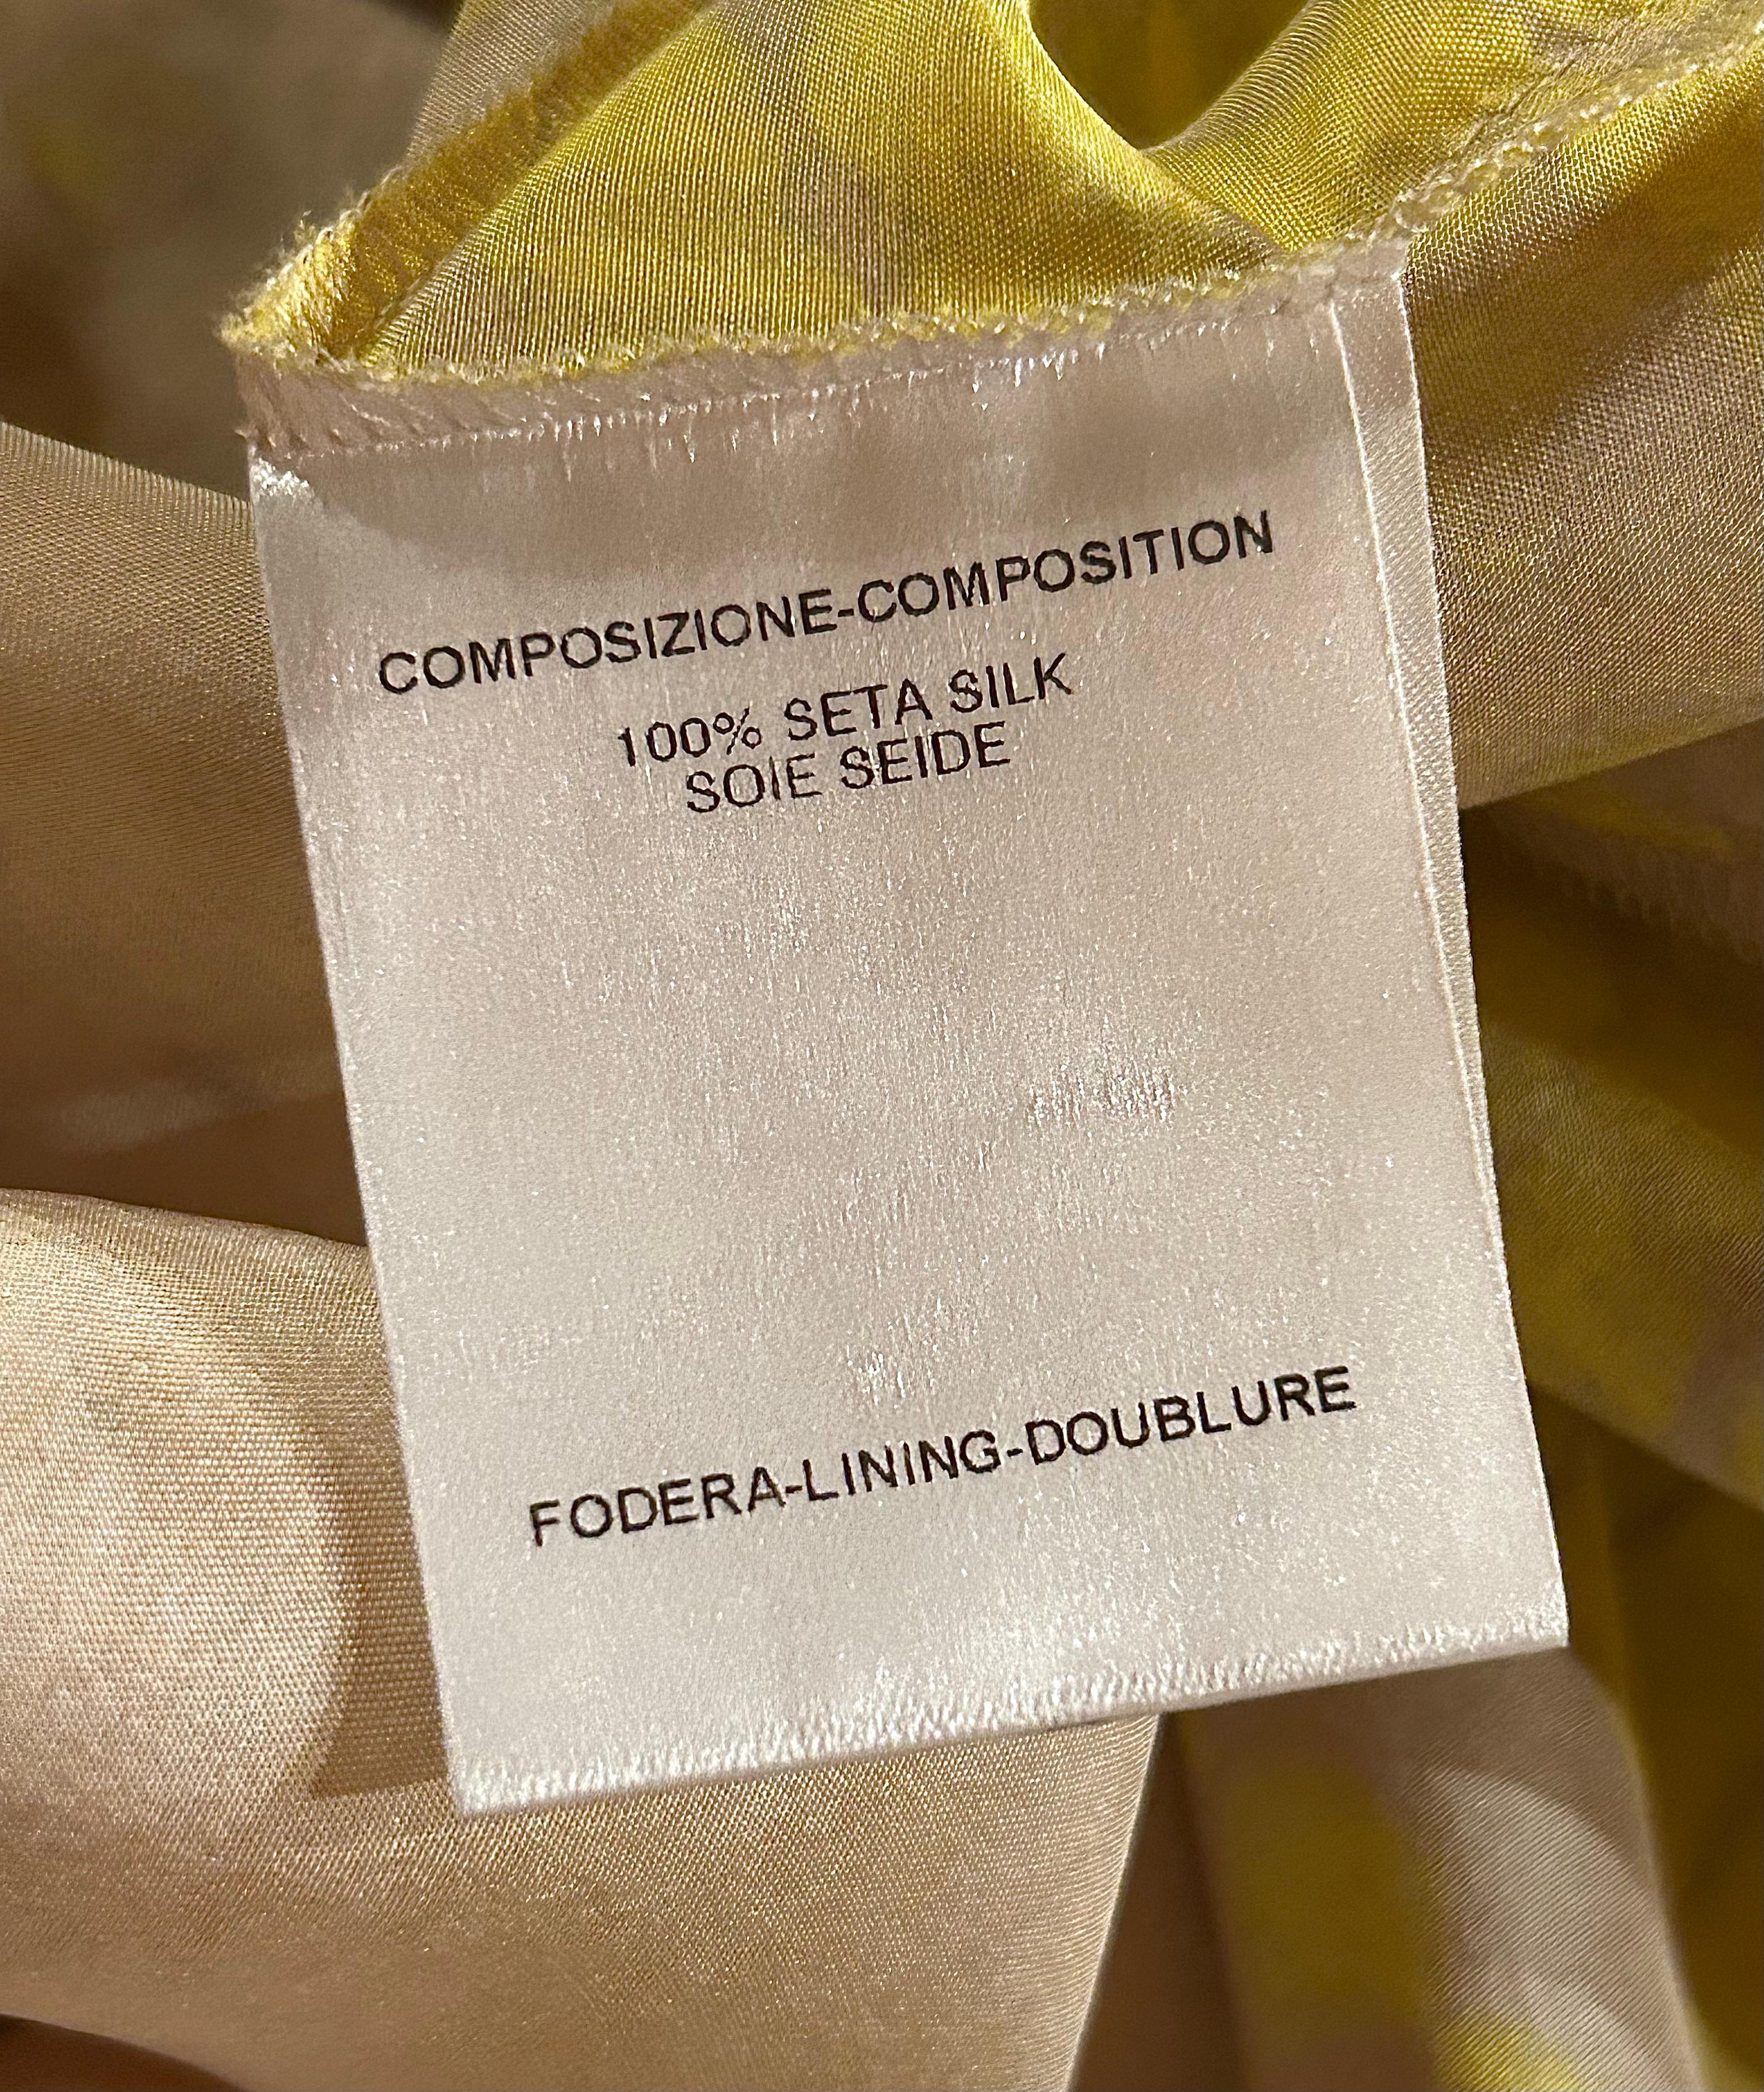 COMPOSIZIONE-COMPOSITION
100% SETA SILK
SOIE SEIDE
FODERA-LINING-DOUBLURE